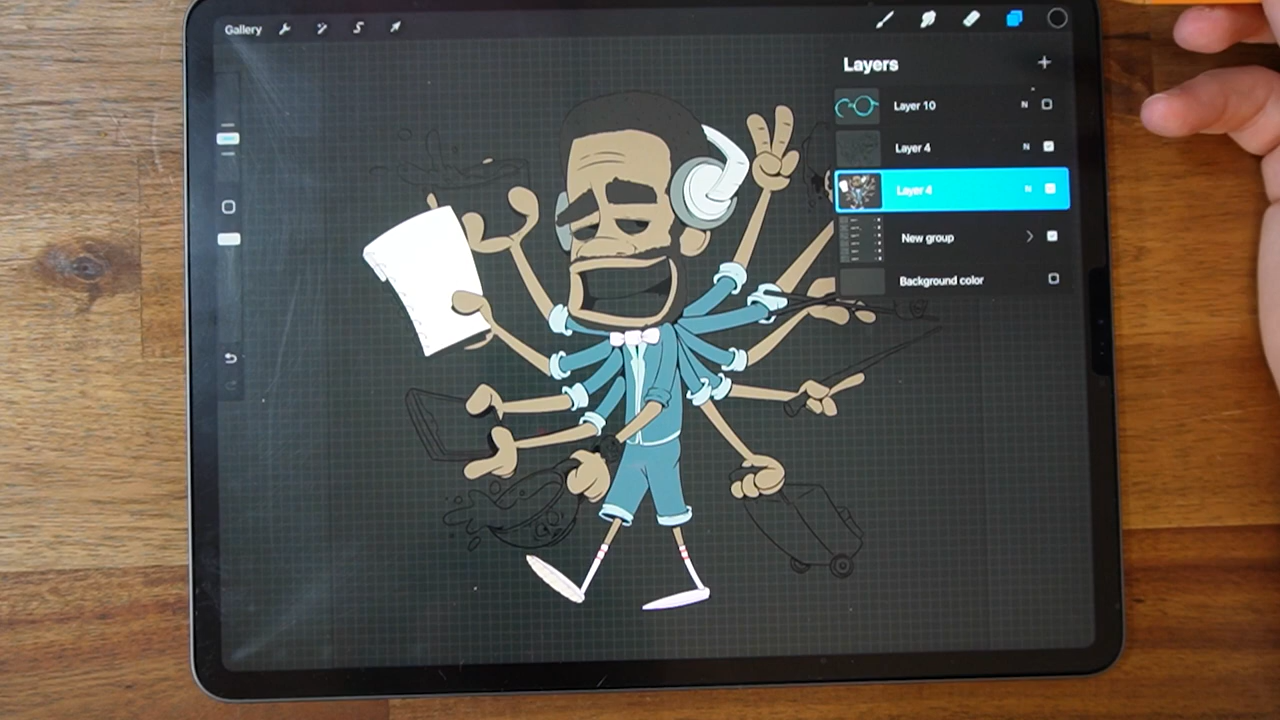 Gallery
Layers
Layer 10 N
Layer 4 N
Layer 4 N
New group
Background color